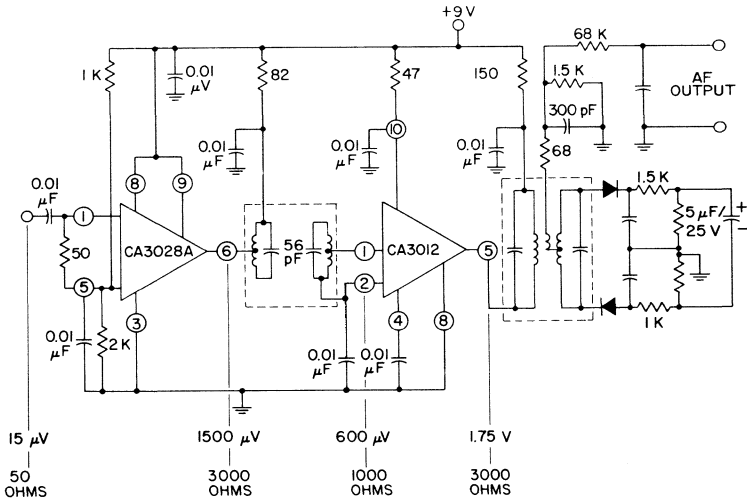 +9 V
68 K
1 K
0.01
μV
82
47
150
1.5 K
AF
OUTPUT
300 pF
0.01
μF
10
0.01
μF
0.01
μF
68
8
9
0.01
μF
1
CA3028A
6
56
pF
1
CA3012
5
1.5 K
5 μF/
25 V
+
–
50
5
2
3
4
8
1 K
0.01
μF
2 K
0.01
μF
0.01
μF
15 μV
1500 μV
600 μV
1.75 V
50
OHMS
3000
OHMS
1000
OHMS
3000
OHMS